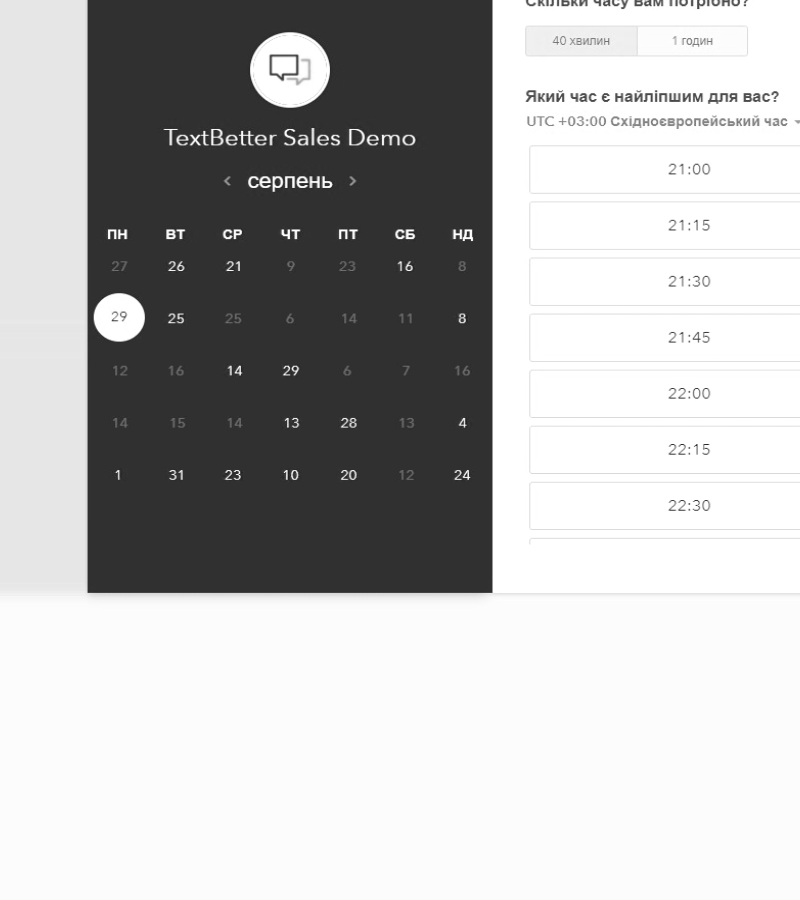 TextBetter Sales Demo
серпень
ПН ВТ СР ЧТ ПТ СБ НД
27 26 21 9 23 16 8
29 25 25 6 14 11 8
12 16 14 29 6 7 16
14 15 14 13 28 13 4
1 31 23 10 20 12 24
Скільки часу вам потрібно?
40 хвилин 1 годин
Який час є найліпшим для вас?
UTC +03:00 Східноєвропейський час
21:00
21:15
21:30
21:45
22:00
22:15
22:30